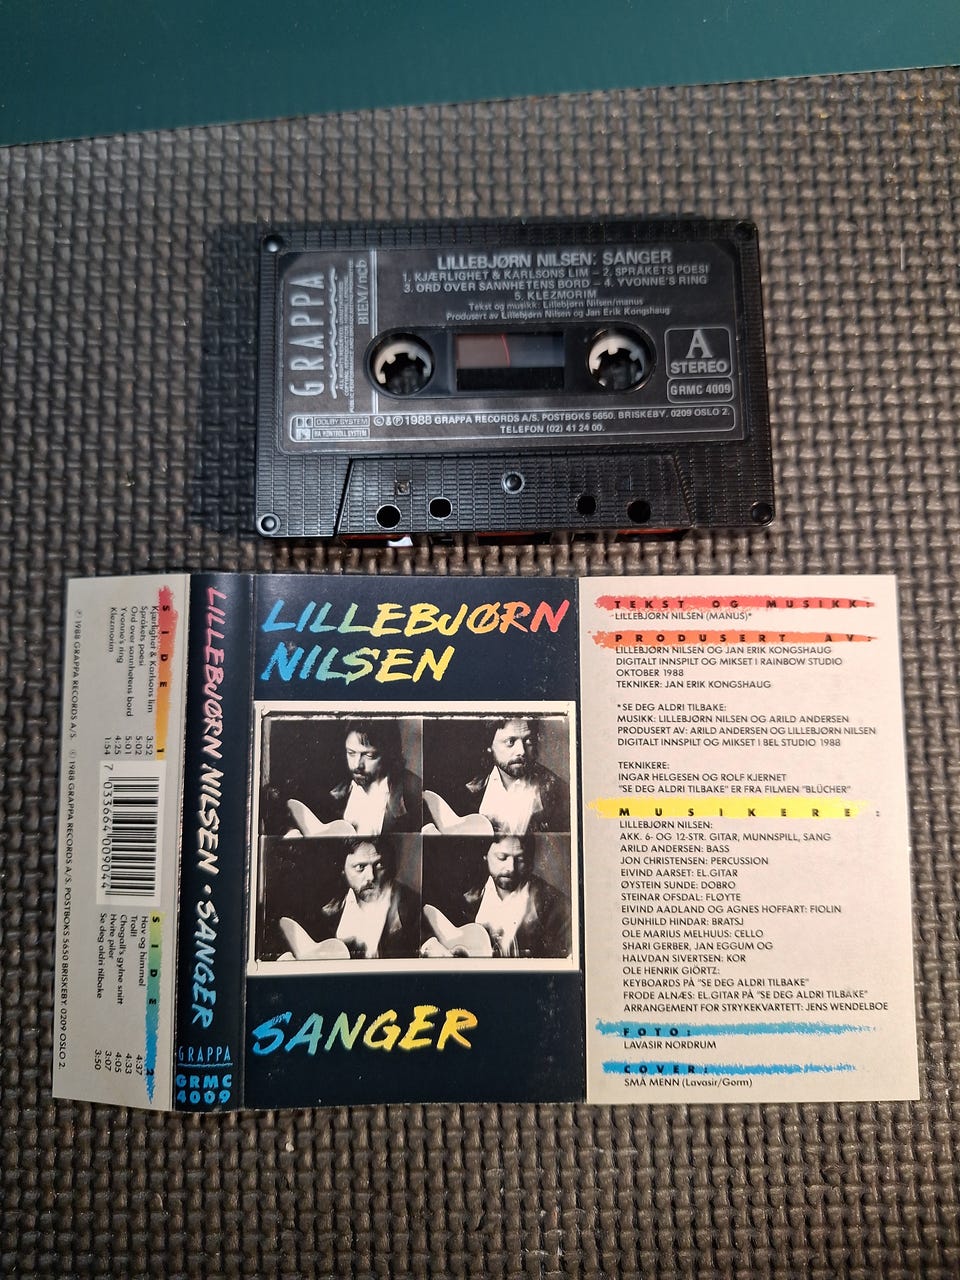 GRAPPA
BIEM/ncb
LILLEBJØRN NILSEN: SANGER
1. KJÆRLIGHET & KARLSONS LIM – 2. SPRÅKETS POESI
3. ORD OVER SANNHETENS BORD – 4. YVONNE'S RING
5. KLEZMORIM
Tekst og musikk: Lillebjørn Nilsen/manus
Produsert av Lillebjørn Nilsen og Jan Erik Kongshaug
A
STEREO
GRMC 4009
DOLBY SYSTEM
©&℗1988 GRAPPA RECORDS A/S. POSTBOKS 5650. BRISKEBY. 0209 OSLO 2.
TELEFON (02) 41 24 00.
SIDE 1
Kjærlighet & Karlsons lim 3:52
Språkets poesi 5:02
Ord over sannhetens bord 5:01
Yvonne's ring 4:25
Klezmorim 1:54
7 033664 009044
SIDE 2
Hav og himmel 4:37
Troll! 4:33
Chagall's gylne snitt 4:05
Hvite piler 3:07
Se deg aldri tilbake 3:50
℗ 1988 GRAPPA RECORDS A/S. © 1988 GRAPPA RECORDS A/S. POSTBOKS 5650 BRISKEBY. 0209 OSLO 2.
LILLEBJØRN NILSEN • SANGER
GRAPPA
GRMC
4009
LILLEBJØRN
NILSEN
SANGER
TEKST OG MUSIKK:
LILLEBJØRN NILSEN (MANUS)*
PRODUSERT AV:
LILLEBJØRN NILSEN OG JAN ERIK KONGSHAUG
DIGITALT INNSPILT OG MIKSET I RAINBOW STUDIO
OKTOBER 1988
TEKNIKER: JAN ERIK KONGSHAUG
*SE DEG ALDRI TILBAKE:
MUSIKK: LILLEBJØRN NILSEN OG ARILD ANDERSEN
PRODUSERT AV: ARILD ANDERSEN OG LILLEBJØRN NILSEN
DIGITALT INNSPILT OG MIKSET I BEL STUDIO 1988
TEKNIKERE:
INGAR HELGESEN OG ROLF KJERNET
"SE DEG ALDRI TILBAKE" ER FRA FILMEN "BLÜCHER"
MUSIKERE:
LILLEBJØRN NILSEN:
AKK. 6- OG 12-STR. GITAR, MUNNSPILL, SANG
ARILD ANDERSEN: BASS
JON CHRISTENSEN: PERCUSSION
EIVIND AARSET: EL.GITAR
ØYSTEIN SUNDE: DOBRO
STEINAR OFSDAL: FLØYTE
EIVIND AADLAND OG AGNES HOFFART: FIOLIN
GUNHILD HINDAR: BRATSJ
OLE MARIUS MELHUUS: CELLO
SHARI GERBER, JAN EGGUM OG
HALVDAN SIVERTSEN: KOR
OLE HENRIK GIÖRTZ:
KEYBOARDS PÅ "SE DEG ALDRI TILBAKE"
FRODE ALNÆS: EL.GITAR PÅ "SE DEG ALDRI TILBAKE"
ARRANGEMENT FOR STRYKEKVARTETT: JENS WENDELBOE
FOTO:
LAVASIR NORDRUM
COVER:
SMÅ MENN (Lavasir/Gorm)